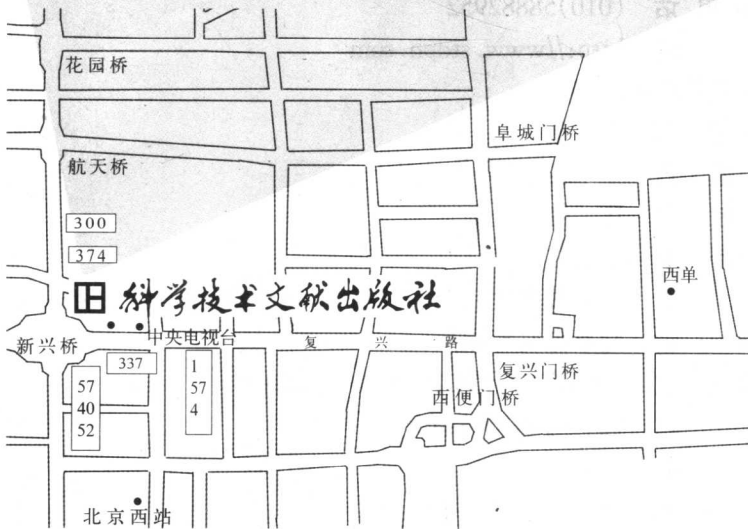 花园桥
阜城门桥
航天桥
300
374
西单
科学技术文献出版社
中央电视台
复兴路
新兴桥
337
1
57
4
57
40
52
复兴门桥
西便门桥
北京西站